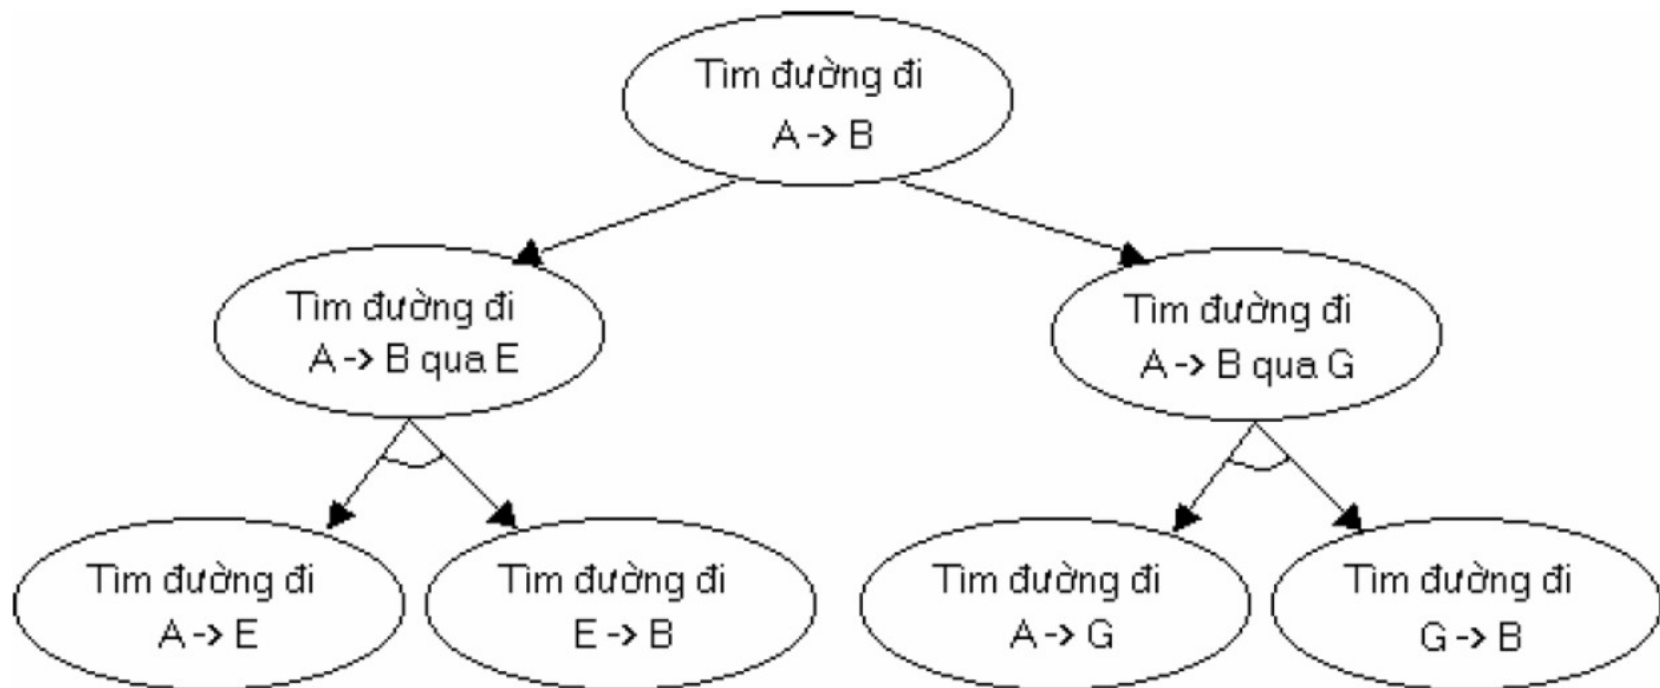 Tìm đường đi
A -> B
Tìm đường đi
A -> B qua E
Tìm đường đi
A -> B qua G
Tìm đường đi
A -> E
Tìm đường đi
E -> B
Tìm đường đi
A -> G
Tìm đường đi
G -> B